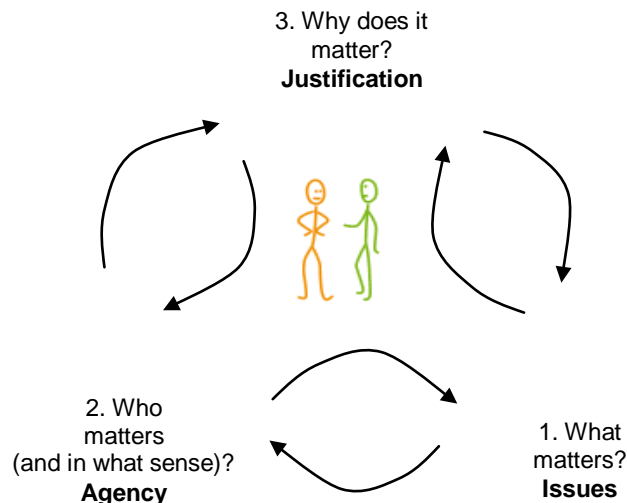 3. Why does it
matter?
Justification
2. Who
matters
(and in what sense)?
Agency
1. What
matters?
Issues